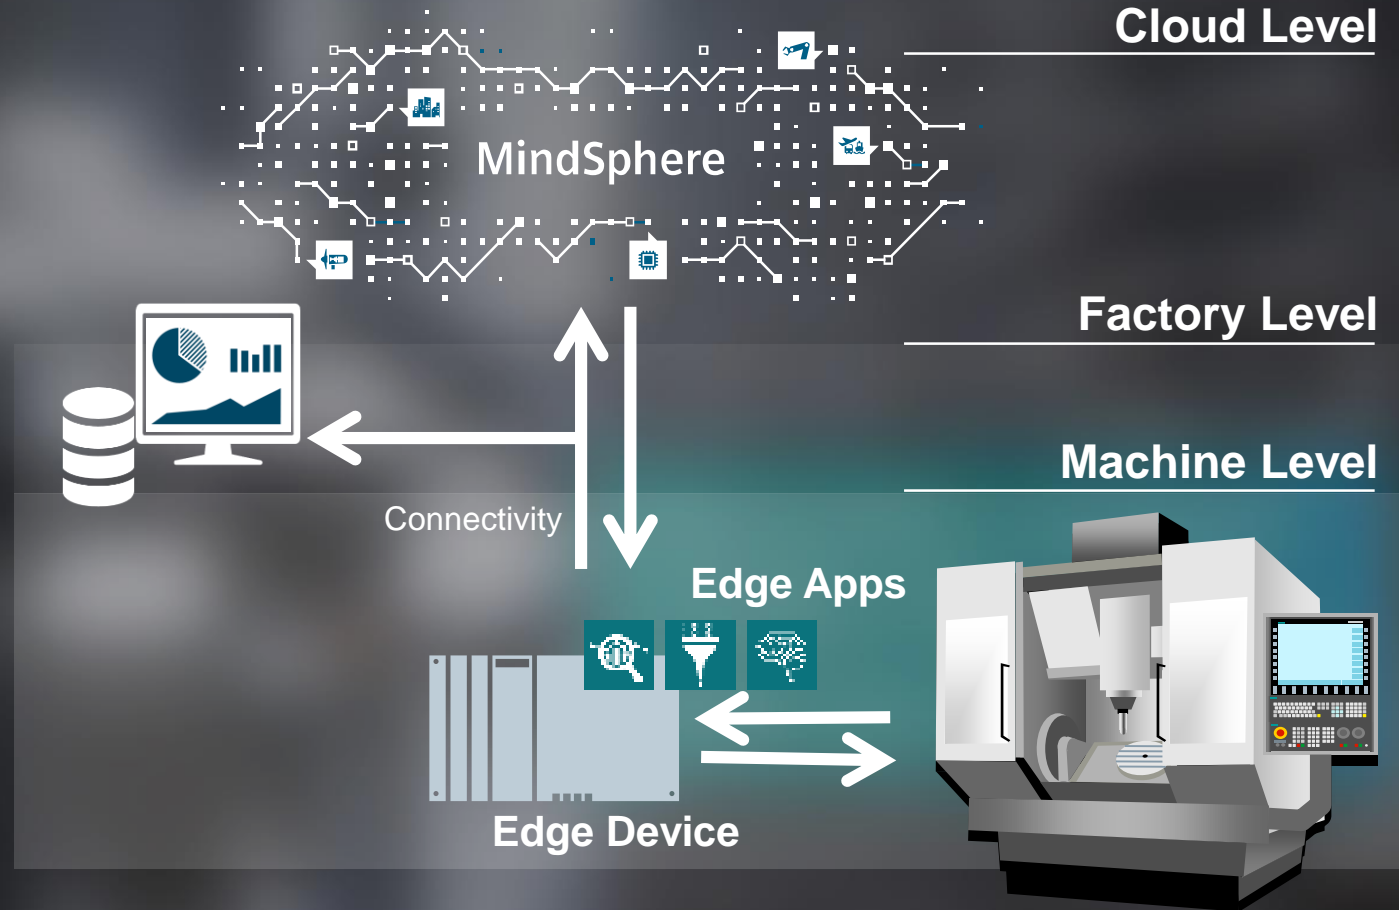 Cloud Level
MindSphere
Factory Level
Machine Level
Connectivity
Edge Apps
Edge Device